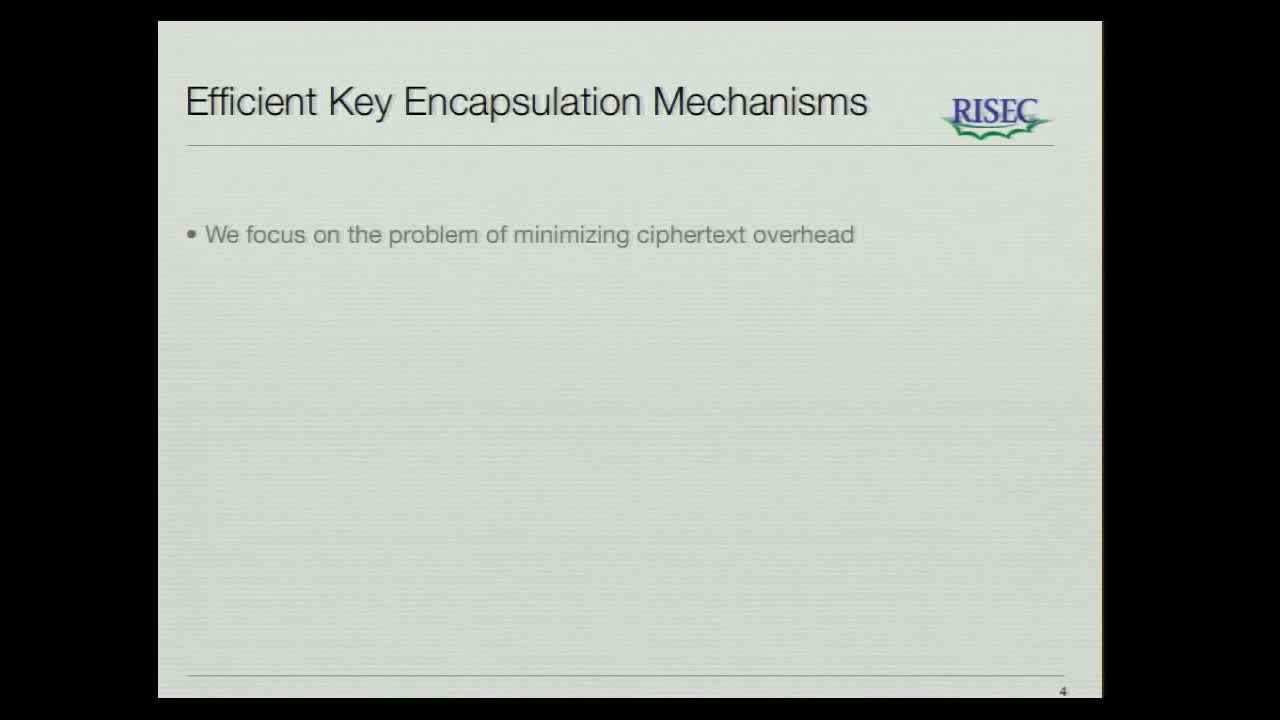 Efficient Key Encapsulation Mechanisms
RISEC
• We focus on the problem of minimizing ciphertext overhead
4